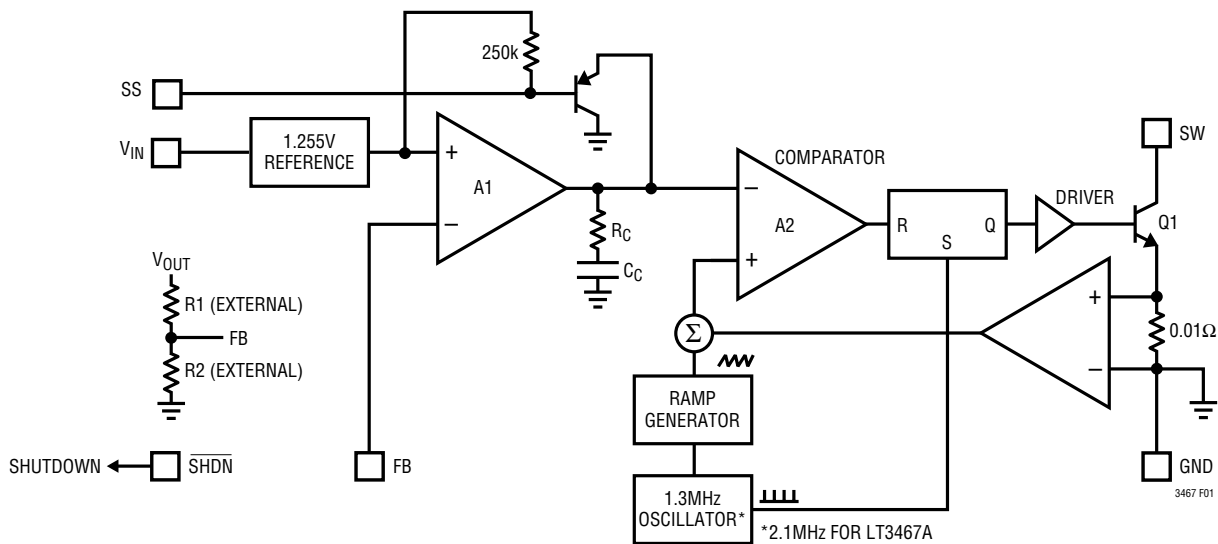 250k
SS
VIN
1.255V
REFERENCE
+
A1
−
RC
CC
COMPARATOR
−
A2
+
R
S
Q
DRIVER
SW
Q1
+
−
0.01Ω
Σ
VOUT
R1 (EXTERNAL)
FB
R2 (EXTERNAL)
RAMP
GENERATOR
SHUTDOWN
SHDN
FB
1.3MHz
OSCILLATOR*
*2.1MHz FOR LT3467A
GND
3467 F01